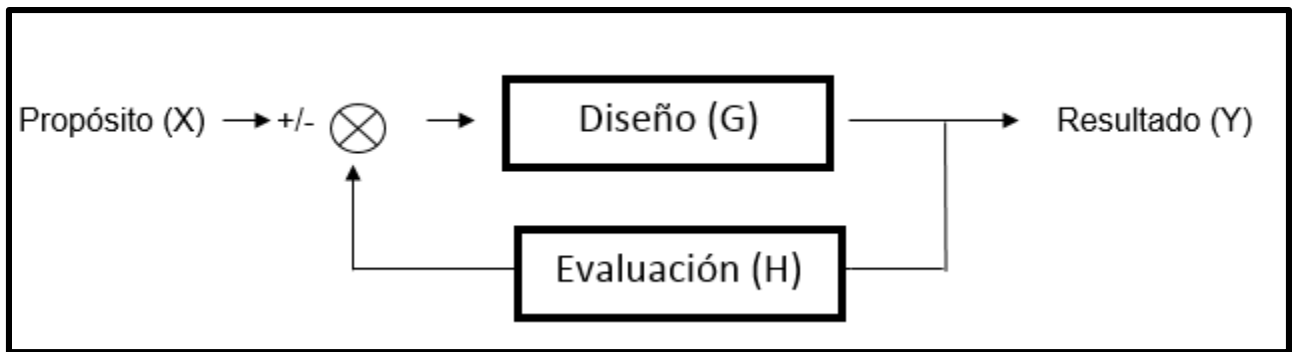 Propósito (X)
+/-
Diseño (G)
Resultado (Y)
Evaluación (H)